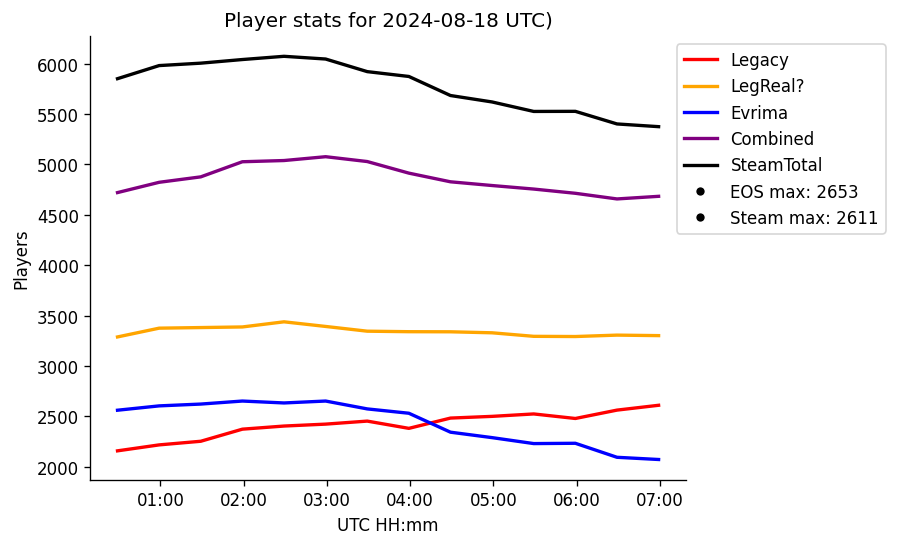 Player stats for 2024-08-18 UTC)
Players
6000
5500
5000
4500
4000
3500
3000
2500
2000
01:00 02:00 03:00 04:00 05:00 06:00 07:00
UTC HH:mm
Legacy
LegReal?
Evrima
Combined
SteamTotal
EOS max: 2653
Steam max: 2611